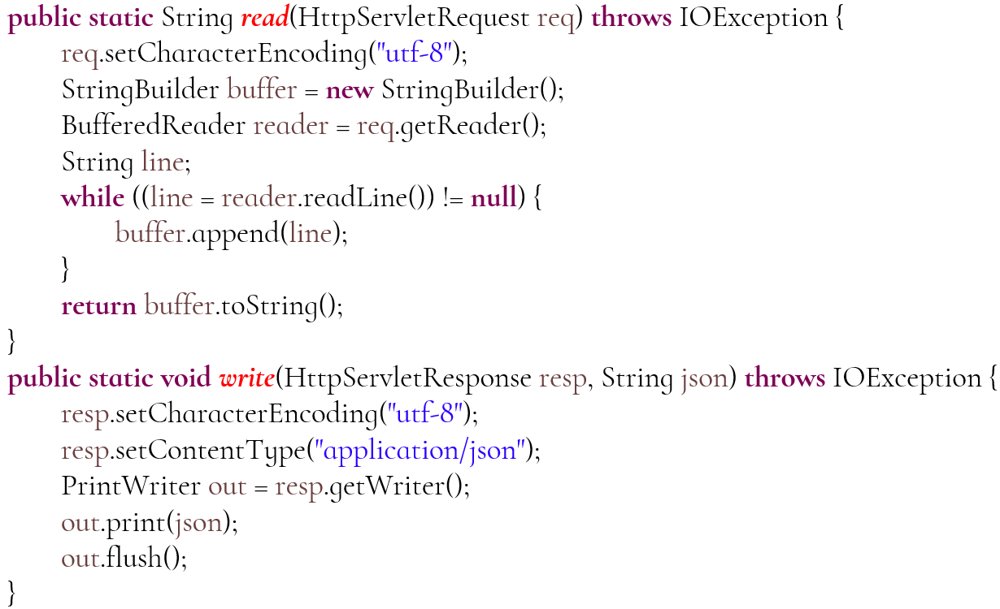 public static String read(HttpServletRequest req) throws IOException {
req.setCharacterEncoding("utf-8");
StringBuilder buffer = new StringBuilder();
BufferedReader reader = req.getReader();
String line;
while ((line = reader.readLine()) != null) {
buffer.append(line);
}
return buffer.toString();
}
public static void write(HttpServletResponse resp, String json) throws IOException {
resp.setCharacterEncoding("utf-8");
resp.setContentType("application/json");
PrintWriter out = resp.getWriter();
out.print(json);
out.flush();
}